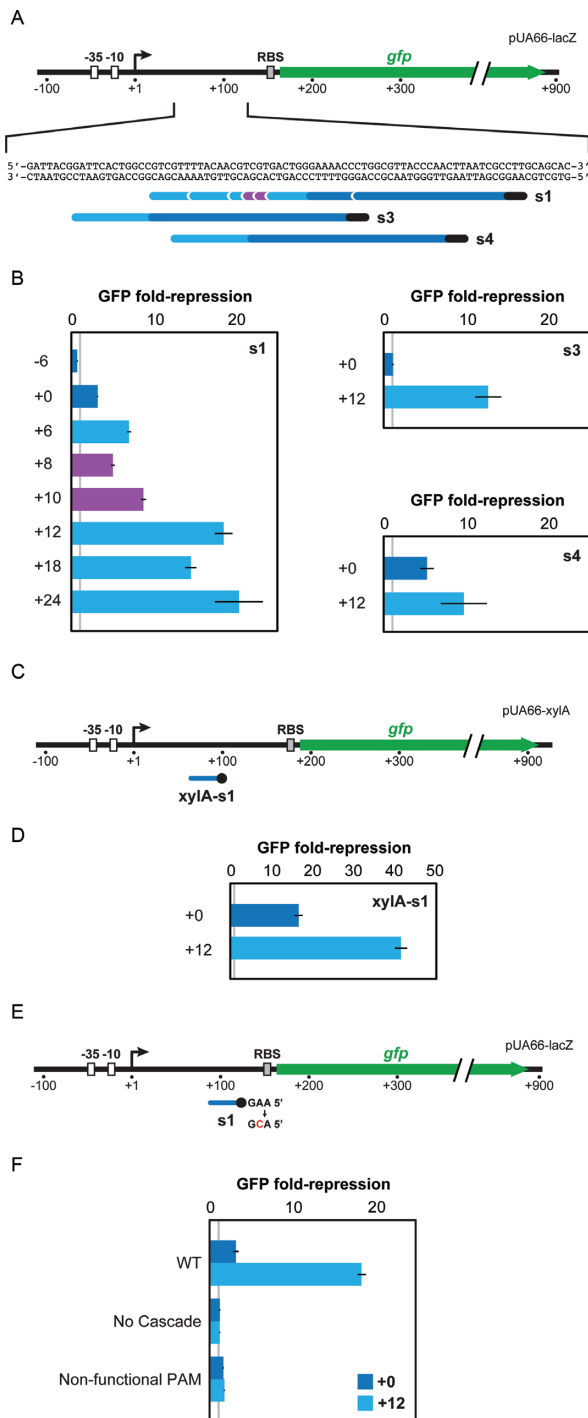 A
pUA66-lacZ
-35 -10
RBS
gfp
-100 +1 +100 +200 +300 +900
5'-GATTACGGATTCACTGGCCGTCGTTTTACAACGTCGTGACTGGGAAAACCCTGGCGTTACCCAACTTAATCGCCTTGCAGCAC-3'
3'-CTAATGCCTAAGTGACCGGCAGCAAAATGTTGCAGCACTGACCCTTTTGGGACCGCAATGGGTTGAATTAGCGGAACGTCGTG-5'
s1
s3
s4
B
GFP fold-repression
0 10 20
s1
-6
+0
+6
+8
+10
+12
+18
+24
GFP fold-repression
0 10 20
s3
+0
+12
GFP fold-repression
0 10 20
s4
+0
+12
C
pUA66-xylA
-35 -10
RBS
gfp
-100 +1 +100 +200 +300 +900
xylA-s1
D
GFP fold-repression
0 10 20 30 40 50
xylA-s1
+0
+12
E
pUA66-lacZ
-35 -10
RBS
gfp
-100 +1 +100 +200 +300 +900
s1
GAA 5'
GCA 5'
F
GFP fold-repression
0 10 20
WT
No Cascade
Non-functional PAM
+0
+12